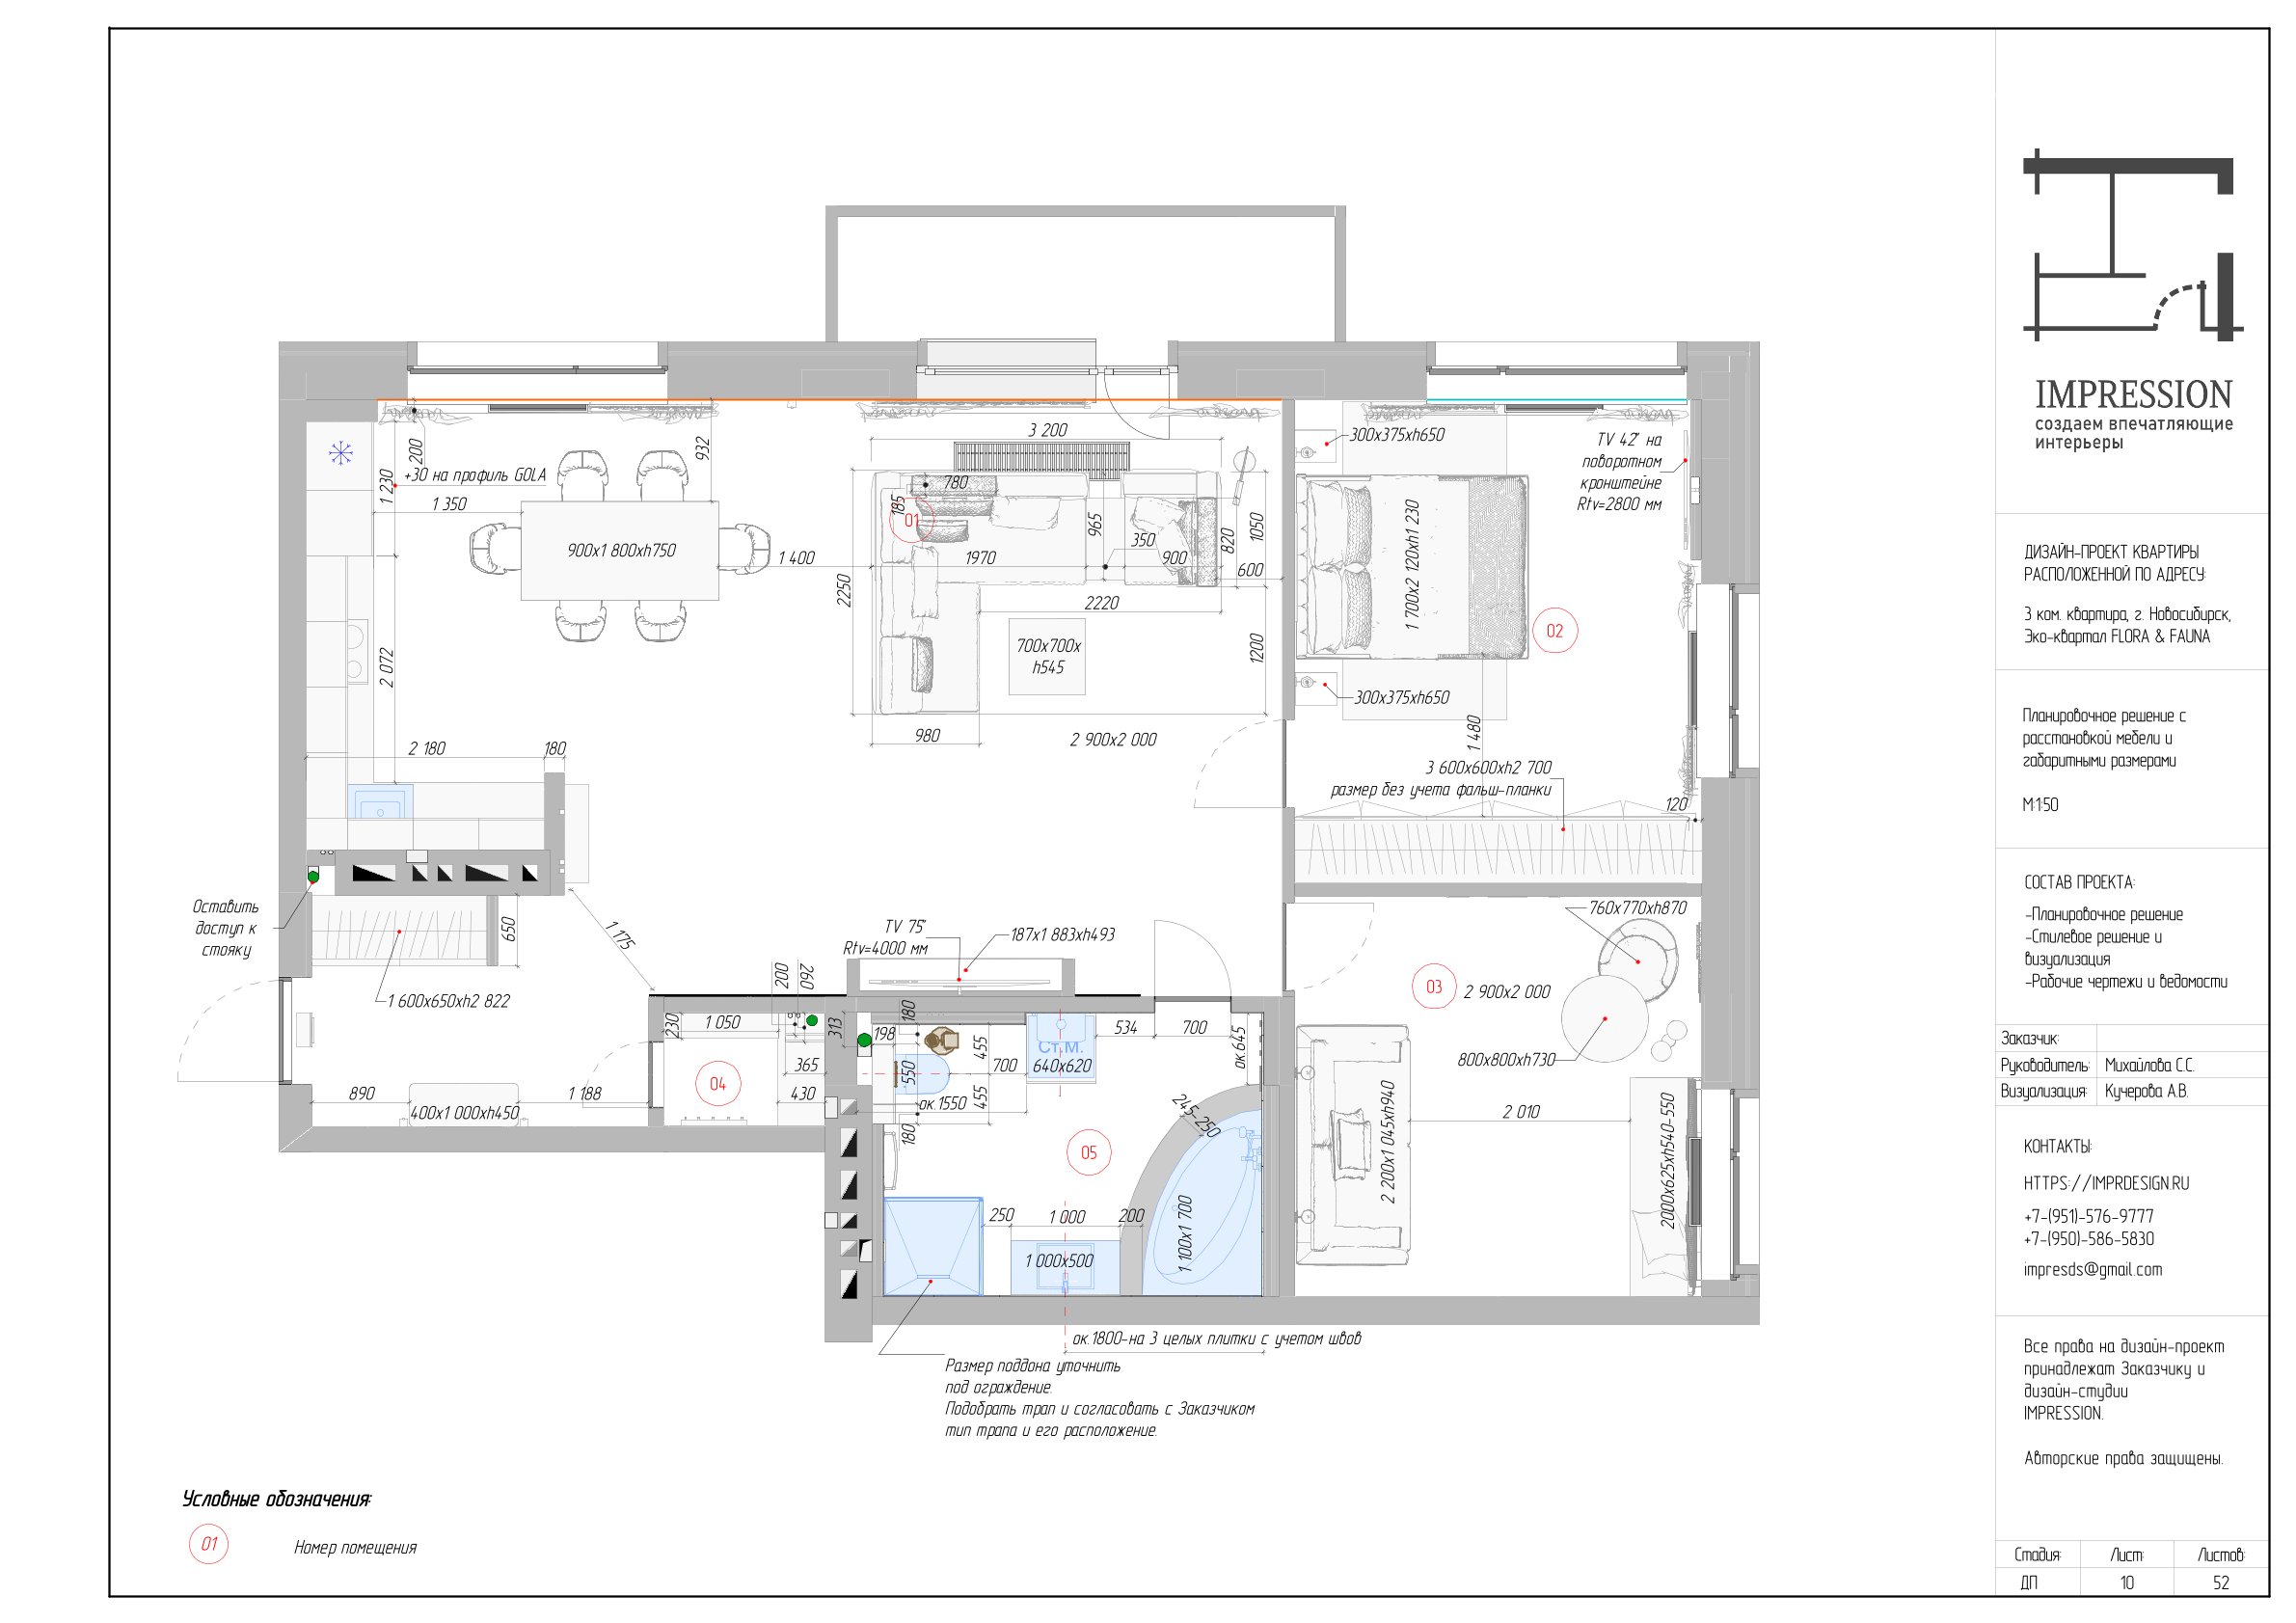 3 200
200
932
+30 на профиль GOLA
1 230
1 350
900х1 800хh750
1 400
780
185
01
965
350
1970
900
820
1050
600
2250
2220
700х700х
h545
1200
980
2 900х2 000
2 072
2 180
180
300х375хh650
TV 42" на
поворотном
кронштейне
Rtv=2800 мм
1 700х2 120хh1 230
02
300х375хh650
1 480
3 600х600хh2 700
размер без учета фальш-планки
120
Оставить
доступ к
стояку
650
1 175
1 600х650хh2 822
TV 75"
Rtv=4000 мм
187х1 883хh493
760х770хh870
03
2 900х2 000
800х800хh730
2 200х1 045хh940
2 010
2000х625хh540-550
200
260
230
1 050
313
365
04
430
890
400х1 000хh450
1 188
180
198
455
550
700
Ст.М.
640х620
534
700
ок.645
ок.1550
455
180
245-250
05
250
1 000
200
1 000х500
1 100х1 700
ок.1800-на 3 целых плитки с учетом швов
Размер поддона уточнить
под ограждение.
Подобрать трап и согласовать с Заказчиком
тип трапа и его расположение.
Условные обозначения:
01
Номер помещения
IMPRESSION
создаем впечатляющие
интерьеры
ДИЗАЙН-ПРОЕКТ КВАРТИРЫ
РАСПОЛОЖЕННОЙ ПО АДРЕСУ:
3 ком. квартира, г. Новосибирск,
Эко-квартал FLORA & FAUNA
Планировочное решение с
расстановкой мебели и
габаритными размерами
М:1:50
СОСТАВ ПРОЕКТА:
-Планировочное решение
-Стилевое решение и
визуализация
-Рабочие чертежи и ведомости
Заказчик:
Руководитель: Михайлова С.С.
Визуализация: Кучерова А.В.
КОНТАКТЫ:
HTTPS://IMPRDESIGN.RU
+7-(951)-576-9777
+7-(950)-586-5830
impresds@gmail.com
Все права на дизайн-проект
принадлежат Заказчику и
дизайн-студии
IMPRESSION.
Авторские права защищены.
Стадия: Лист: Листов:
ДП 10 52